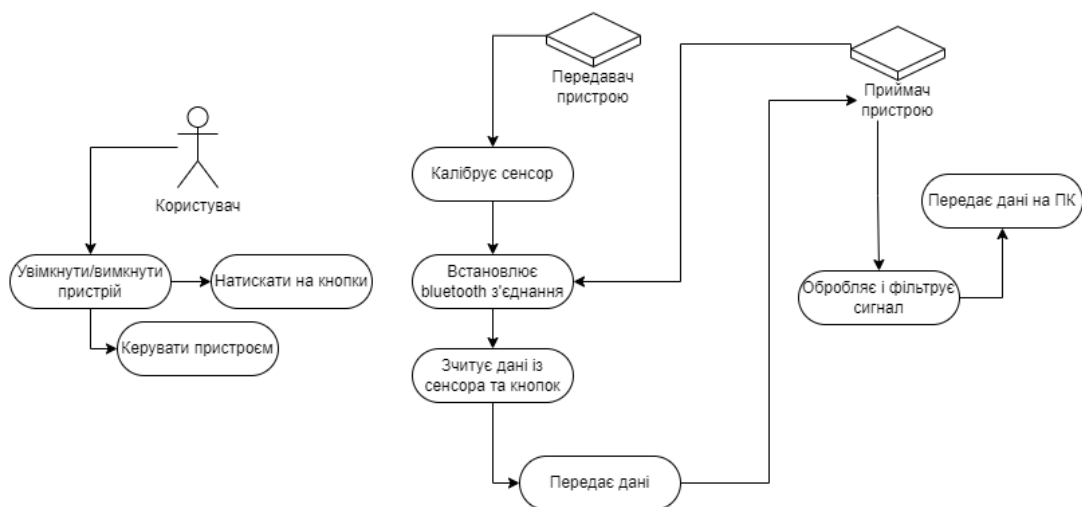 Передавач
пристрою
Приймач
пристрою
Калібрує сенсор
Користувач
Передає дані на ПК
Увімкнути/вимкнути
пристрій
Натискати на кнопки
Встановлює
bluetooth з'єднання
Обробляє і фільтрує
сигнал
Керувати пристроєм
Зчитує дані із
сенсора та кнопок
Передає дані